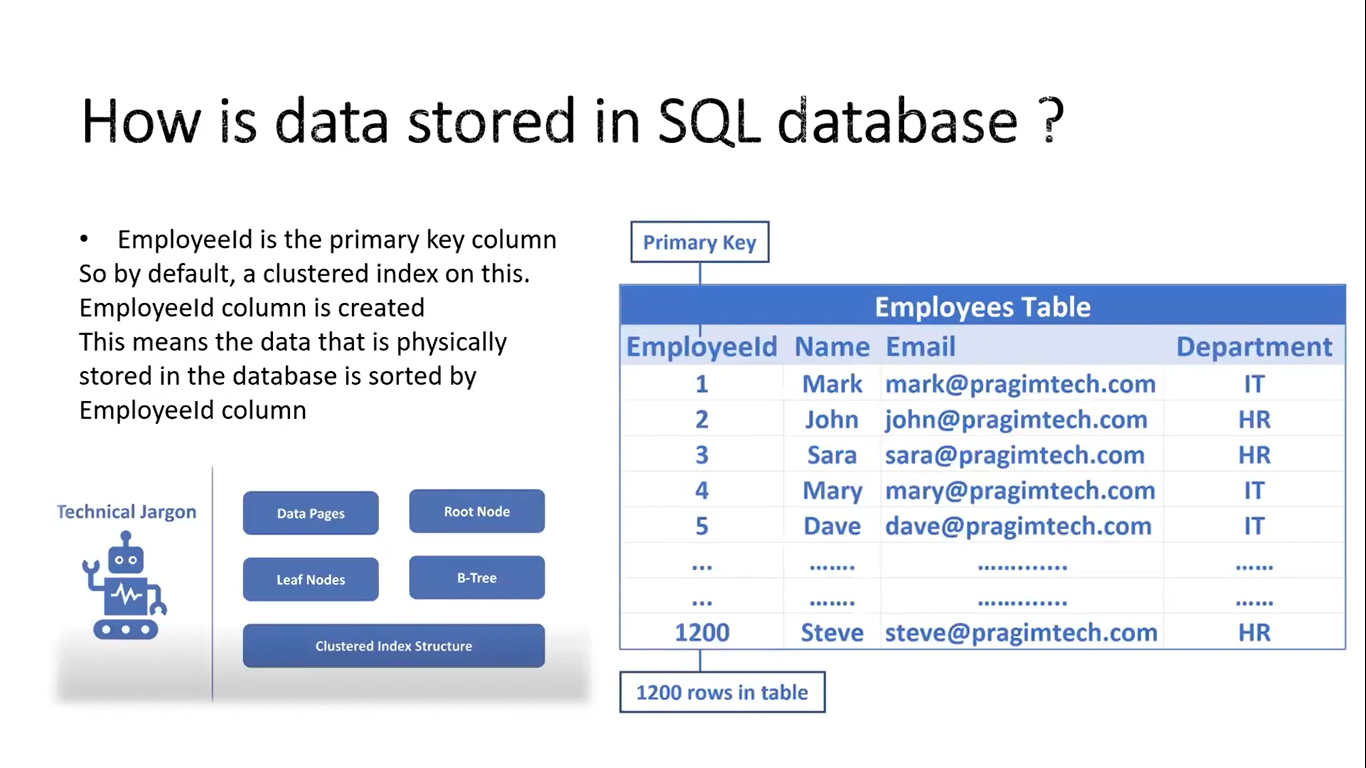 How is data stored in SQL database ?
• EmployeeId is the primary key column
So by default, a clustered index on this.
EmployeeId column is created
This means the data that is physically
stored in the database is sorted by
EmployeeId column
Technical Jargon
Data Pages
Root Node
Leaf Nodes
B-Tree
Clustered Index Structure
Primary Key
Employees Table
EmployeeId Name Email Department
1 Mark mark@pragimtech.com IT
2 John john@pragimtech.com HR
3 Sara sara@pragimtech.com HR
4 Mary mary@pragimtech.com IT
5 Dave dave@pragimtech.com IT
... ....... ............. ......
... ....... ............. ......
1200 Steve steve@pragimtech.com HR
1200 rows in table